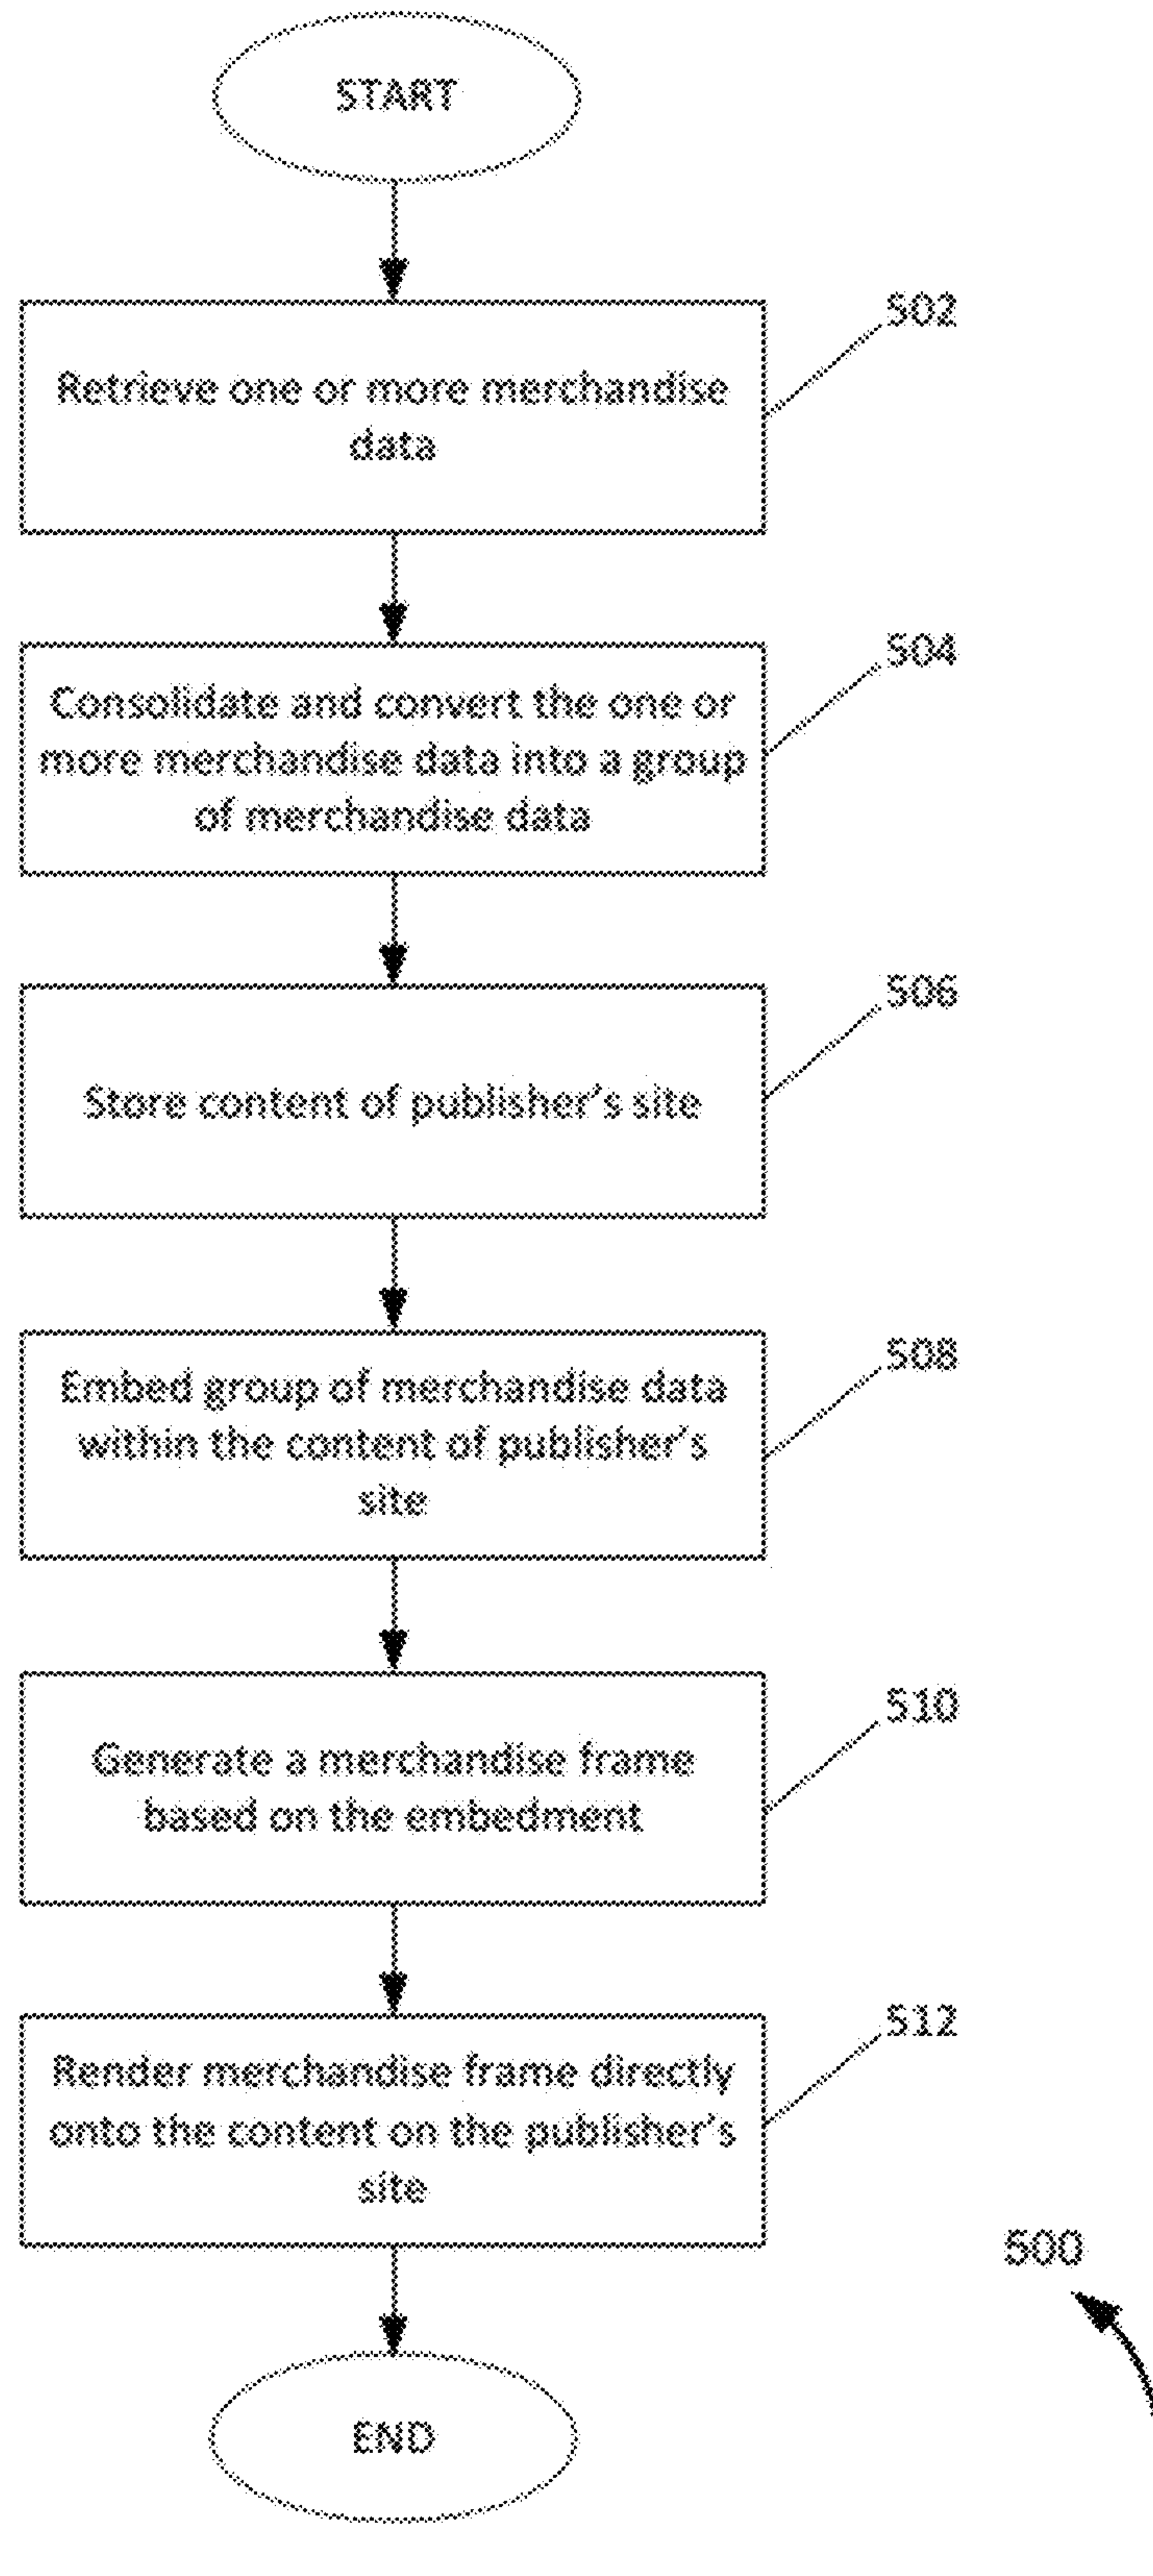 START
502
Retrieve one or more merchandise
data
504
Consolidate and convert the one or
more merchandise data into a group
of merchandise data
506
Store content of publisher's site
508
Embed group of merchandise data
within the content of publisher's
site
510
Generate a merchandise frame
based on the embedment
512
Render merchandise frame directly
onto the content on the publisher's
site
500
END